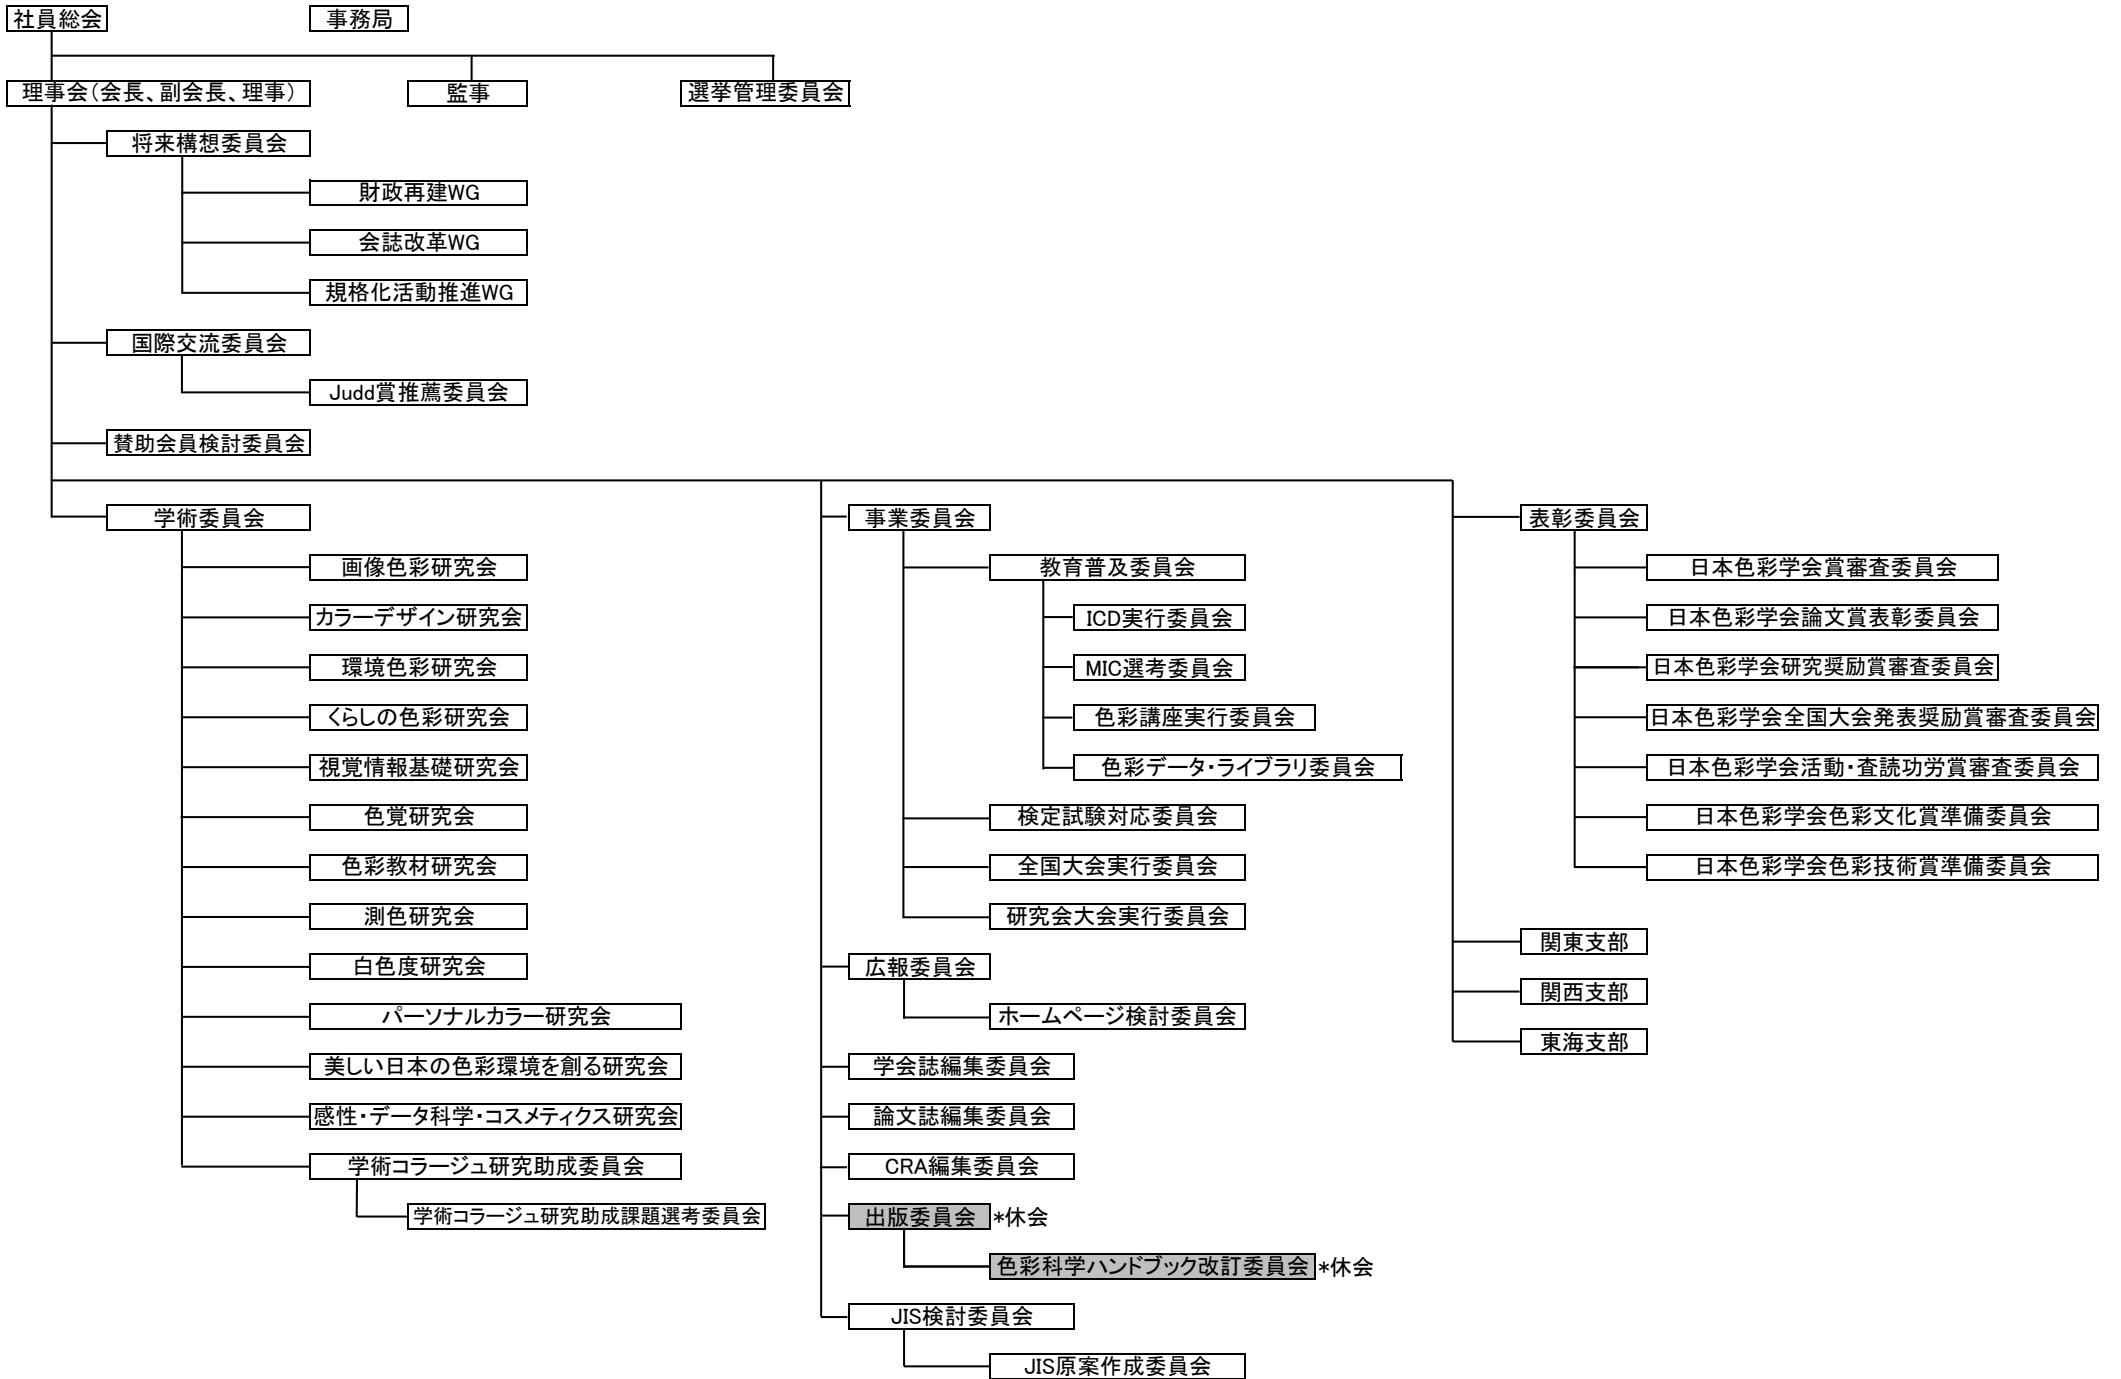 社員総会
事務局
理事会（会長、副会長、理事）
監事
選挙管理委員会
将来構想委員会
財政再建WG
会誌改革WG
規格化活動推進WG
国際交流委員会
Judd賞推薦委員会
賛助会員検討委員会
学術委員会
画像色彩研究会
カラーデザイン研究会
環境色彩研究会
くらしの色彩研究会
視覚情報基礎研究会
色覚研究会
色彩教材研究会
測色研究会
白色度研究会
パーソナルカラー研究会
美しい日本の色彩環境を創る研究会
感性・データ科学・コスメティクス研究会
学術コラージュ研究助成委員会
学術コラージュ研究助成課題選考委員会
事業委員会
教育普及委員会
ICD実行委員会
MIC選考委員会
色彩講座実行委員会
色彩データ・ライブラリ委員会
検定試験対応委員会
全国大会実行委員会
研究会大会実行委員会
広報委員会
ホームページ検討委員会
学会誌編集委員会
論文誌編集委員会
CRA編集委員会
出版委員会 *休会
色彩科学ハンドブック改訂委員会 *休会
JIS検討委員会
JIS原案作成委員会
表彰委員会
日本色彩学会賞審査委員会
日本色彩学会論文賞表彰委員会
日本色彩学会研究奨励賞審査委員会
日本色彩学会全国大会発表奨励賞審査委員会
日本色彩学会活動・査読功労賞審査委員会
日本色彩学会色彩文化賞準備委員会
日本色彩学会色彩技術賞準備委員会
関東支部
関西支部
東海支部